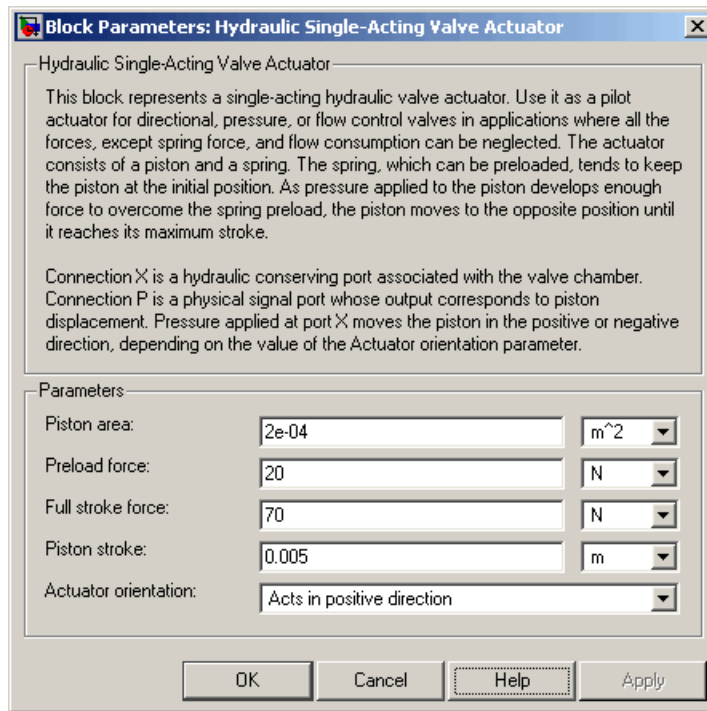 Block Parameters: Hydraulic Single-Acting Valve Actuator
Hydraulic Single-Acting Valve Actuator
This block represents a single-acting hydraulic valve actuator. Use it as a pilot
actuator for directional, pressure, or flow control valves in applications where all the
forces, except spring force, and flow consumption can be neglected. The actuator
consists of a piston and a spring. The spring, which can be preloaded, tends to keep
the piston at the initial position. As pressure applied to the piston develops enough
force to overcome the spring preload, the piston moves to the opposite position until
it reaches its maximum stroke.
Connection X is a hydraulic conserving port associated with the valve chamber.
Connection P is a physical signal port whose output corresponds to piston
displacement. Pressure applied at port X moves the piston in the positive or negative
direction, depending on the value of the Actuator orientation parameter.
Parameters
Piston area: 2e-04 m^2
Preload force: 20 N
Full stroke force: 70 N
Piston stroke: 0.005 m
Actuator orientation: Acts in positive direction
OK Cancel Help Apply